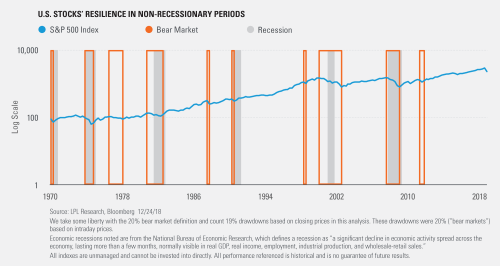 U.S. STOCKS' RESILIENCE IN NON-RECESSIONARY PERIODS
S&P 500 Index
Bear Market
Recession
10,000
100
1
Log Scale
1970
1978
1986
1994
2002
2010
2018
Source: LPL Research, Bloomberg 12/24/18
We take some liberty with the 20% bear market definition and count 19% drawdowns based on closing prices in this analysis. These drawdowns were 20% ("bear markets")
based on intraday prices.
Economic recessions noted are from the National Bureau of Economic Research, which defines a recession as "a significant decline in economic activity spread across the
economy, lasting more than a few months, normally visible in real GDP, real income, employment, industrial production, and wholesale-retail sales."
All indexes are unmanaged and cannot be invested into directly. All performance referenced is historical and is no guarantee of future results.